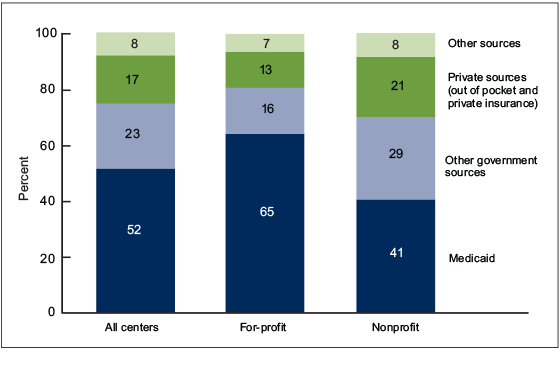 100
80
60
40
20
0
Percent
8
17
23
52
7
13
16
65
8
21
29
41
Other sources
Private sources
(out of pocket and
private insurance)
Other government
sources
Medicaid
All centers
For-profit
Nonprofit